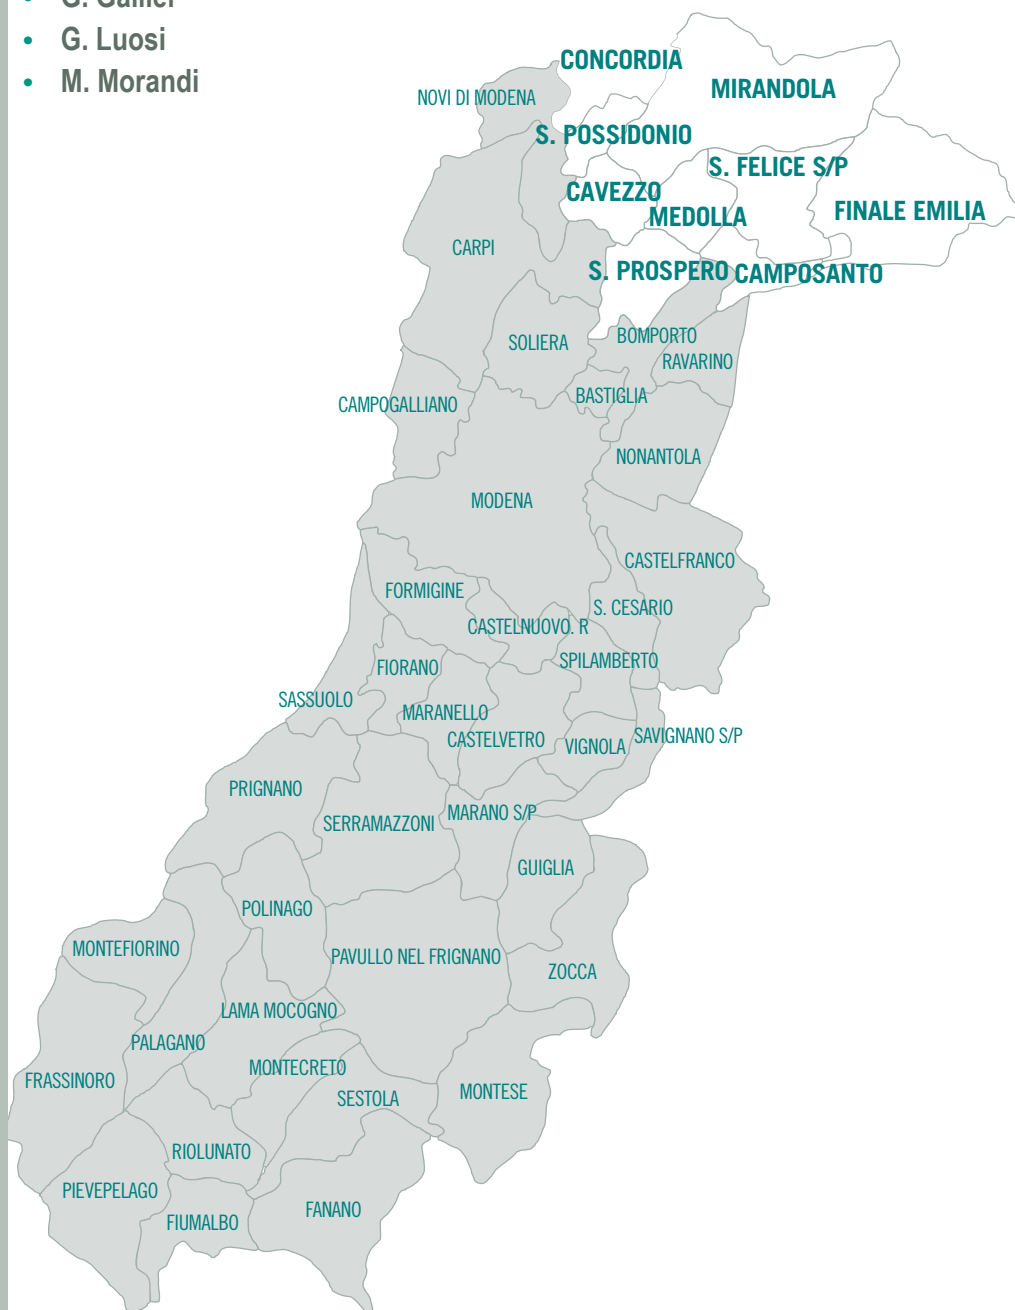 • G. Luosi
• M. Morandi
CONCORDIA
MIRANDOLA
NOVI DI MODENA
S. POSSIDONIO
S. FELICE S/P
CAVEZZO
MEDOLLA
FINALE EMILIA
CARPI
S. PROSPERO
CAMPOSANTO
SOLIERA
BOMPORTO
RAVARINO
BASTIGLIA
CAMPOGALLIANO
NONANTOLA
MODENA
CASTELFRANCO
FORMIGINE
S. CESARIO
CASTELNUOVO. R
SPILAMBERTO
FIORANO
SASSUOLO
MARANELLO
CASTELVETRO
VIGNOLA
SAVIGNANO S/P
PRIGNANO
SERRAMAZZONI
MARANO S/P
GUIGLIA
POLINAGO
MONTEFIORINO
PAVULLO NEL FRIGNANO
ZOCCA
LAMA MOCOGNO
PALAGANO
MONTECRETO
FRASSINORO
SESTOLA
MONTESE
RIOLUNATO
PIEVEPELAGO
FIUMALBO
FANANO